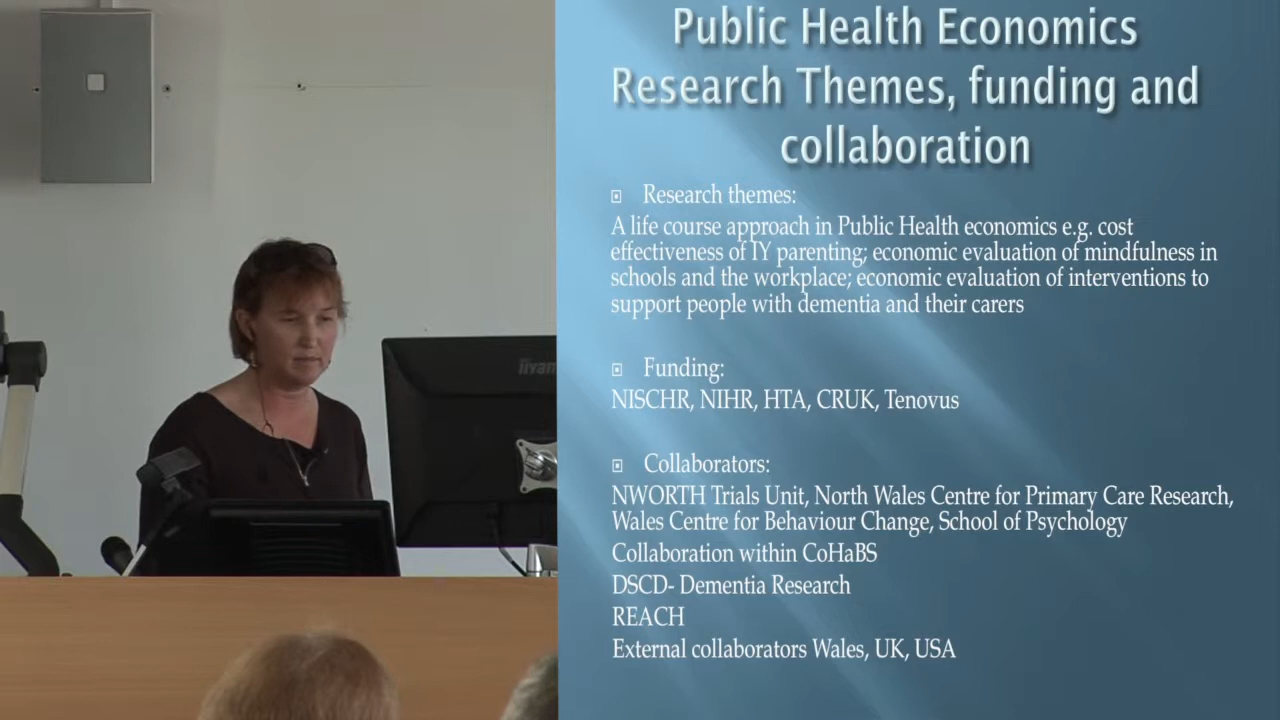 Public Health Economics
Research Themes, funding and
collaboration
Research themes:
A life course approach in Public Health economics e.g. cost
effectiveness of IY parenting; economic evaluation of mindfulness in
schools and the workplace; economic evaluation of interventions to
support people with dementia and their carers
Funding:
NISCHR, NIHR, HTA, CRUK, Tenovus
Collaborators:
NWORTH Trials Unit, North Wales Centre for Primary Care Research,
Wales Centre for Behaviour Change, School of Psychology
Collaboration within CoHaBS
DSCD- Dementia Research
REACH
External collaborators Wales, UK, USA